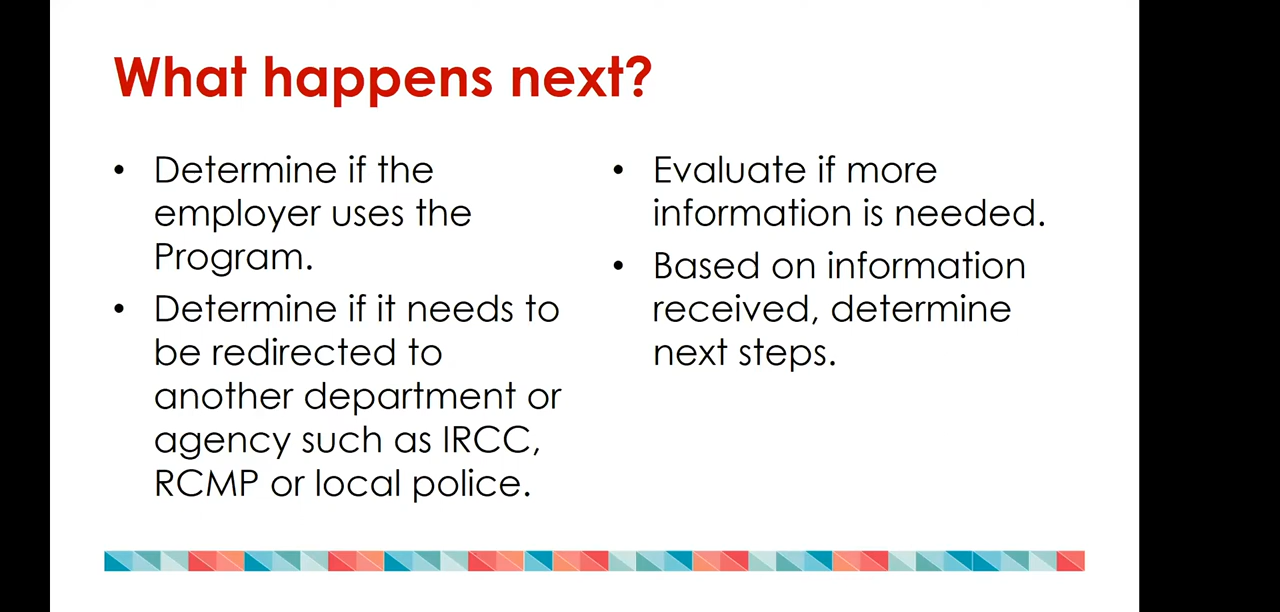 What happens next?
• Determine if the
employer uses the
Program.
• Determine if it needs to
be redirected to
another department or
agency such as IRCC,
RCMP or local police.
• Evaluate if more
information is needed.
• Based on information
received, determine
next steps.